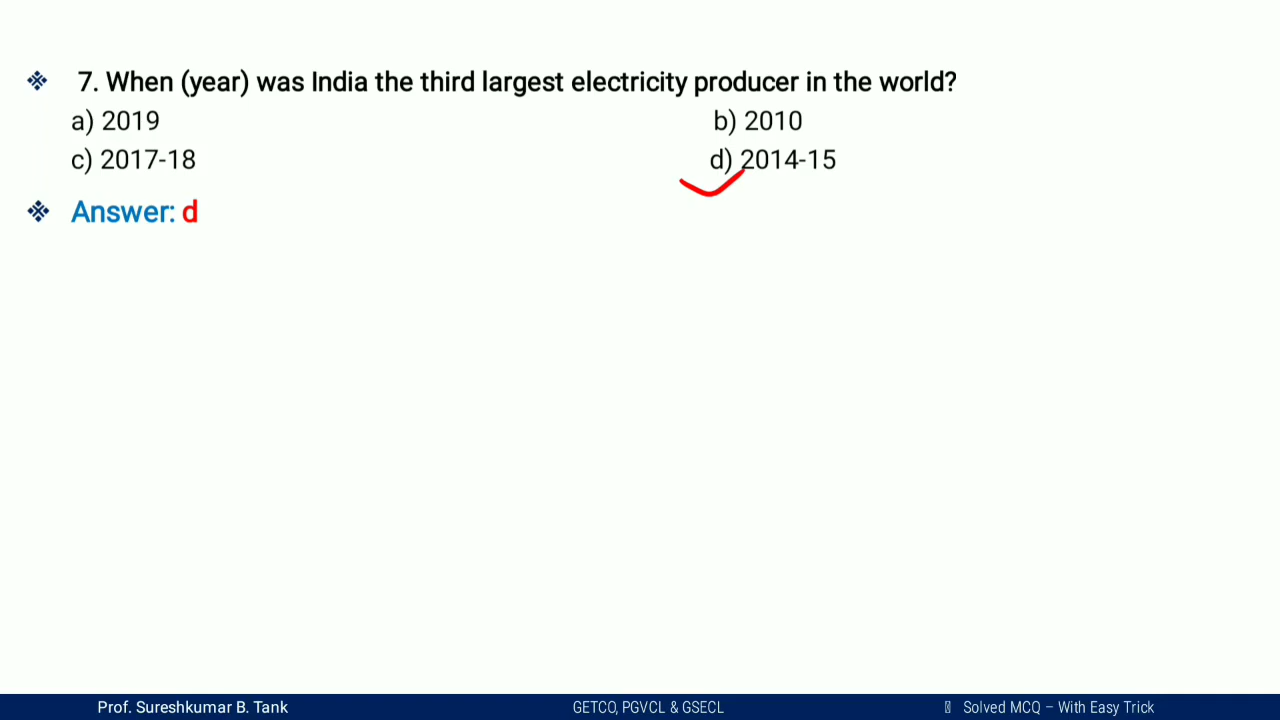 ❖ 7. When (year) was India the third largest electricity producer in the world?
a) 2019 b) 2010
c) 2017-18 d) 2014-15
❖ Answer: d
Prof. Sureshkumar B. Tank GETCO, PGVCL & GSECL Solved MCQ – With Easy Trick